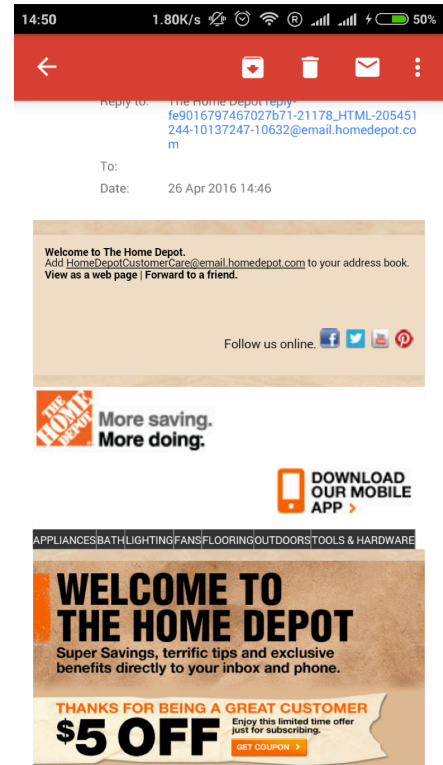 14:50 1.80K/s R 50%
Reply to: The Home Depot reply-
fe9016797467027b71-21178_HTML-205451
244-10137247-10632@email.homedepot.co
m
To:
Date: 26 Apr 2016 14:46
Welcome to The Home Depot.
Add HomeDepotCustomerCare@email.homedepot.com to your address book.
View as a web page | Forward to a friend.
Follow us online.
THE HOME DEPOT
More saving.
More doing.
DOWNLOAD
OUR MOBILE
APP >
APPLIANCES BATH LIGHTING FANS FLOORING OUTDOORS TOOLS & HARDWARE
WELCOME TO
THE HOME DEPOT
Super Savings, terrific tips and exclusive
benefits directly to your inbox and phone.
THANKS FOR BEING A GREAT CUSTOMER
$5 OFF
Enjoy this limited time offer
just for subscribing.
GET COUPON >